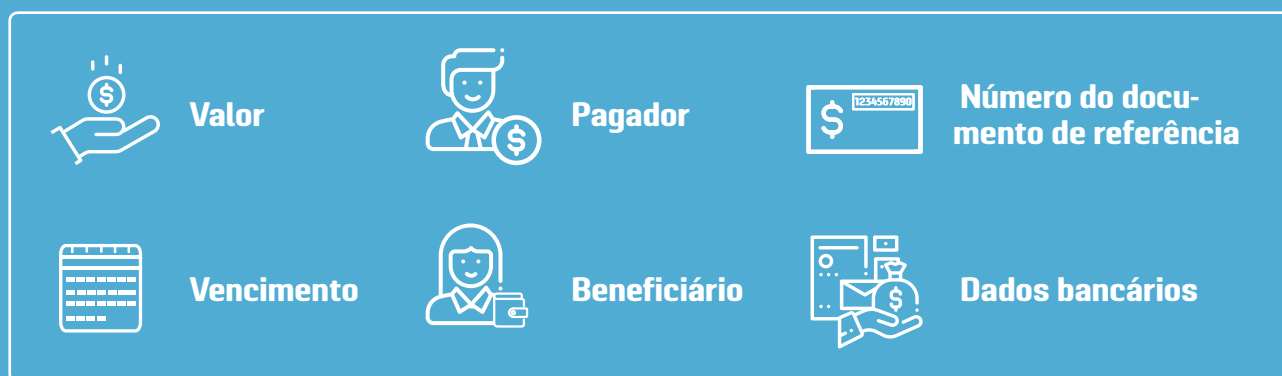 Valor
Pagador
1234567890
Número do docu-
mento de referência
Vencimento
Beneficiário
Dados bancários